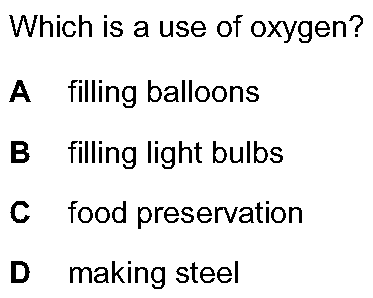 Which is a use of oxygen?
A filling balloons
B filling light bulbs
C food preservation
D making steel